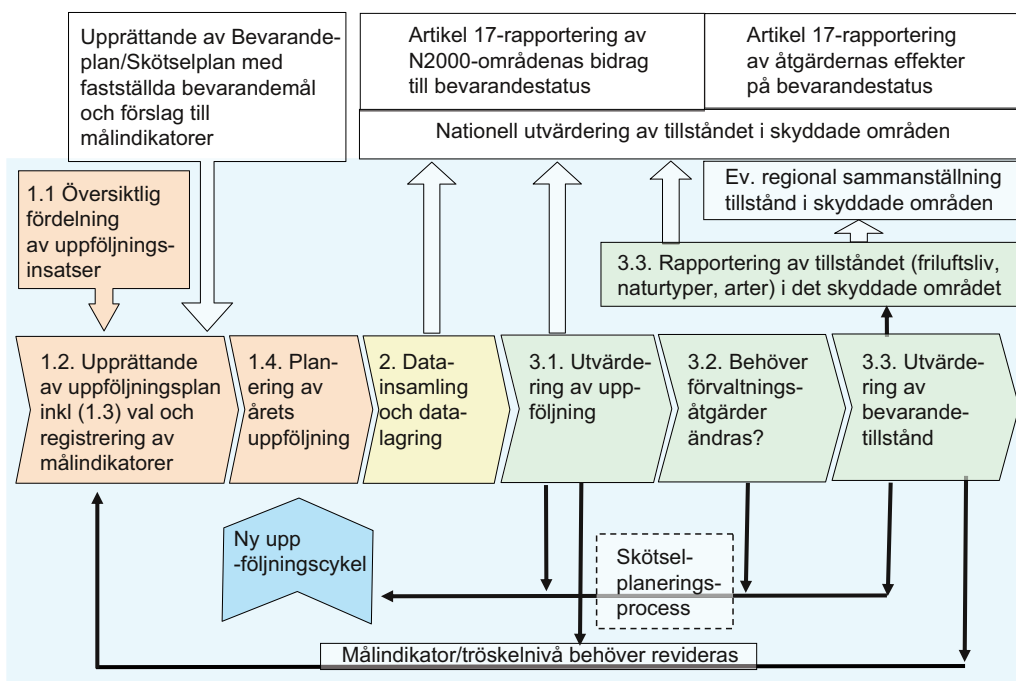 Upprättande av Bevarande-
plan/Skötselplan med
fastställda bevarandemål
och förslag till
målindikatorer
Artikel 17-rapportering av
N2000-områdenas bidrag
till bevarandestatus
Artikel 17-rapportering
av åtgärdernas effekter
på bevarandestatus
Nationell utvärdering av tillståndet i skyddade områden
1.1 Översiktlig
fördelning
av uppföljnings-
insatser
Ev. regional sammanställning
tillstånd i skyddade områden
3.3. Rapportering av tillståndet (friluftsliv,
naturtyper, arter) i det skyddade området
1.2. Upprättande
av uppföljningsplan
inkl (1.3) val och
registrering av
målindikatorer
1.4. Plan-
ering av
årets
uppföljning
2. Data-
insamling
och data-
lagring
3.1. Utvärde-
ring av upp-
följning
3.2. Behöver
förvaltnings-
åtgärder
ändras?
3.3. Utvärde-
ring av
bevarande-
tillstånd
Ny upp
-följningscykel
Skötsel-
planerings-
process
Målindikator/tröskelnivå behöver revideras